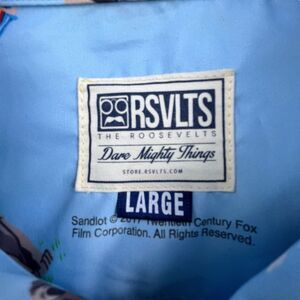 RSVLTS
THE ROOSEVELTS
Dare Mighty Things
STORE.RSVLTS.COM
LARGE
Sandlot © 2017 Twentieth Century Fox
Film Corporation. All Rights Reserved.